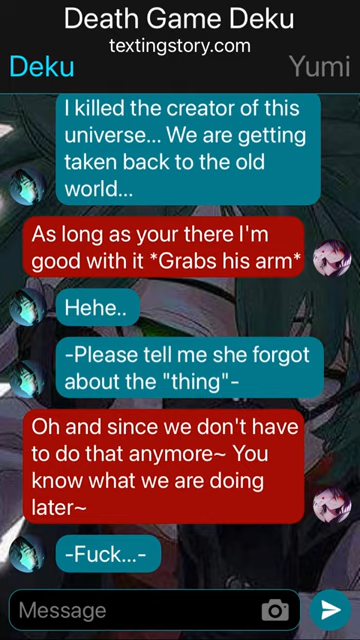 Death Game Deku
textingstory.com
Deku
Yumi
I killed the creator of this
universe... We are getting
taken back to the old
world...
As long as your there I'm
good with it *Grabs his arm*
Hehe..
-Please tell me she forgot
about the "thing"-
Oh and since we don't have
to do that anymore~ You
know what we are doing
later~
-Fuck...-
Message